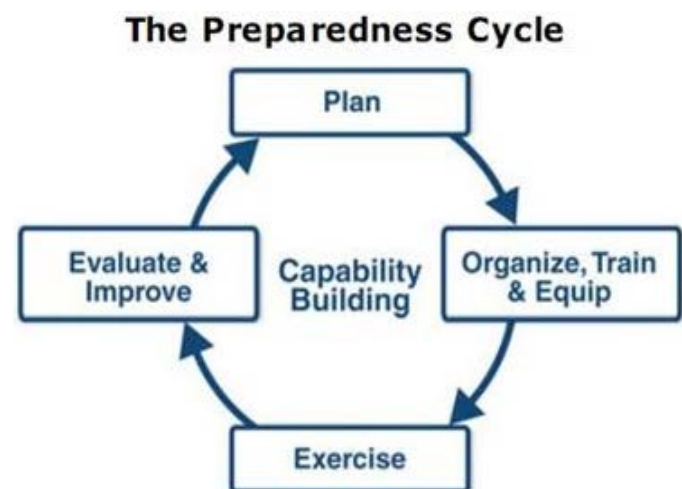 The Preparedness Cycle
Plan
Evaluate &
Improve
Capability
Building
Organize, Train
& Equip
Exercise